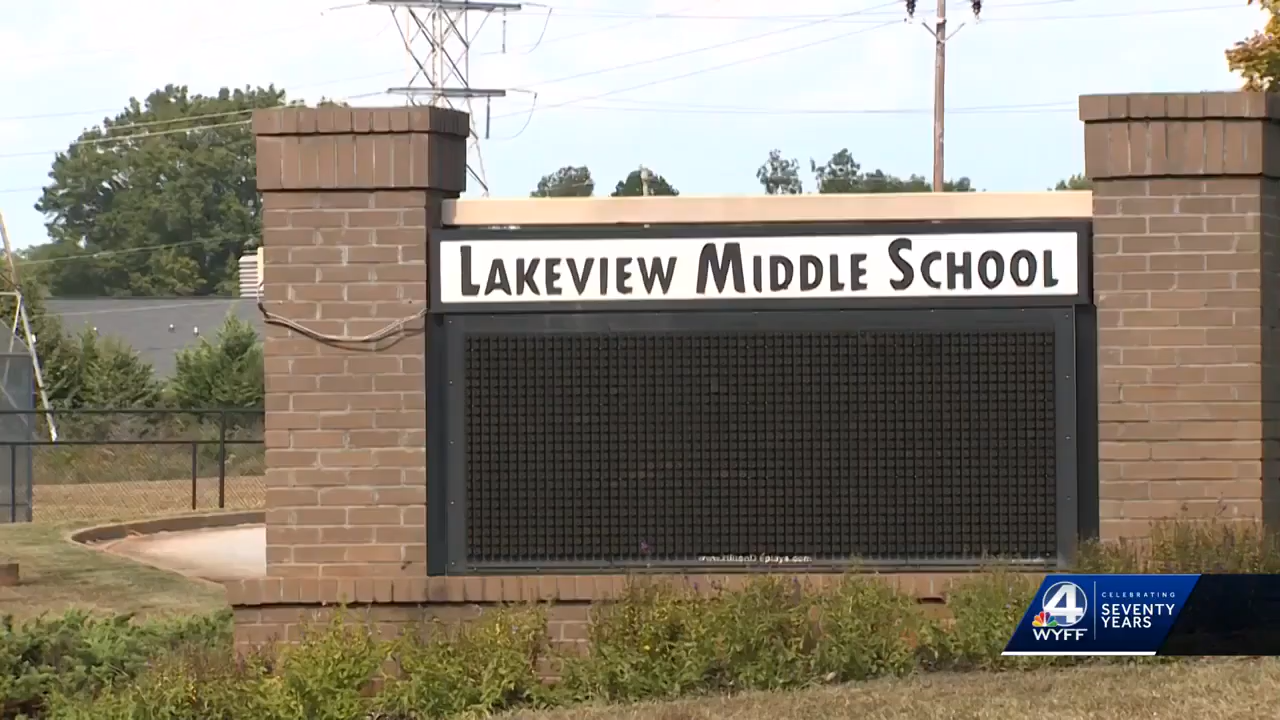 LAKEVIEW MIDDLE SCHOOL
4
WYFF
CELEBRATING
SEVENTY
YEARS